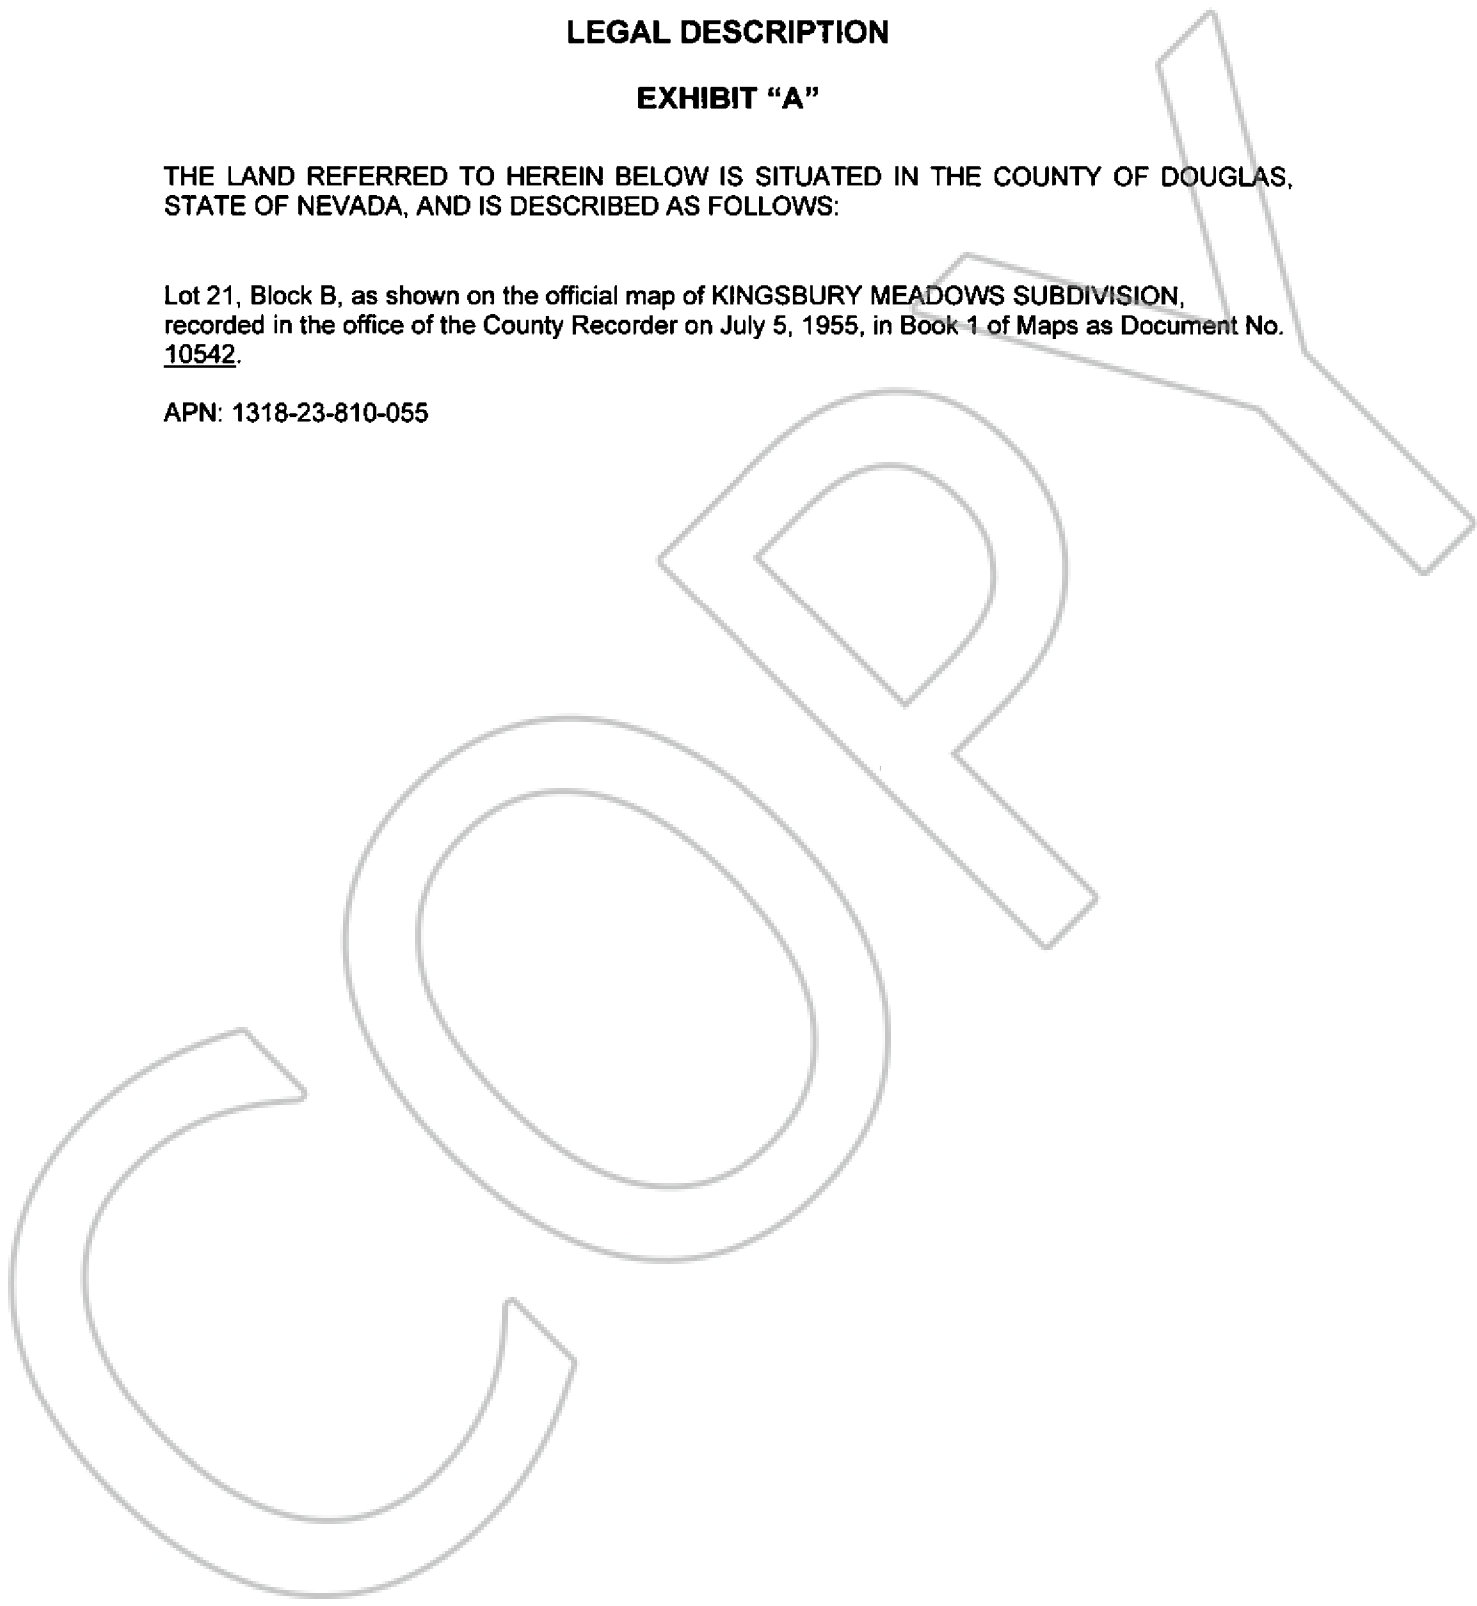 LEGAL DESCRIPTION
EXHIBIT “A”
THE LAND REFERRED TO HEREIN BELOW IS SITUATED IN THE COUNTY OF DOUGLAS,
STATE OF NEVADA, AND IS DESCRIBED AS FOLLOWS:
Lot 21, Block B, as shown on the official map of KINGSBURY MEADOWS SUBDIVISION,
recorded in the office of the County Recorder on July 5, 1955, in Book 1 of Maps as Document No.
10542.
APN: 1318-23-810-055
COPY